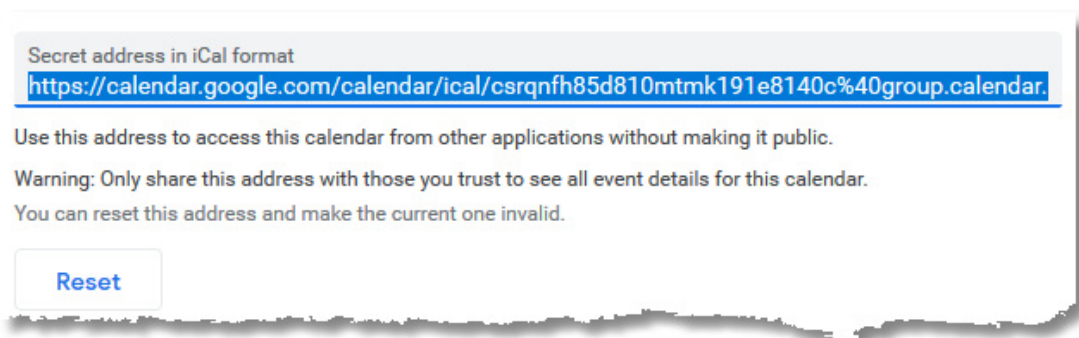 Secret address in iCal format
https://calendar.google.com/calendar/ical/csrqnfh85d810mtmk191e8140c%40group.calendar.
Use this address to access this calendar from other applications without making it public.
Warning: Only share this address with those you trust to see all event details for this calendar.
You can reset this address and make the current one invalid.
Reset